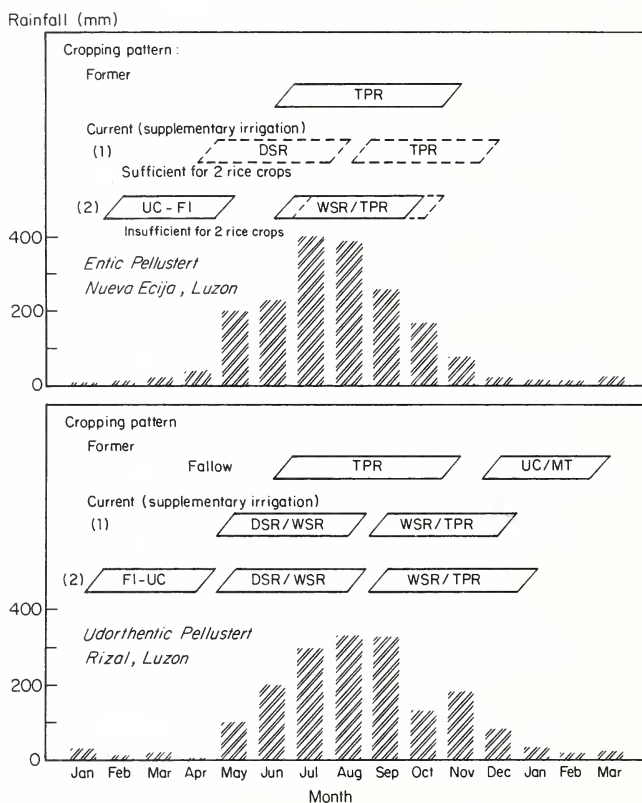 Rainfall (mm)
Cropping pattern :
Former
TPR
Current (supplementary irrigation)
(1) DSR TPR
Sufficient for 2 rice crops
(2) UC - FI WSR/TPR
Insufficient for 2 rice crops
400
Entic Pellustert
Nueva Ecija, Luzon
200
0
Cropping pattern
Former
Fallow TPR UC/MT
Current (supplementary irrigation)
(1) DSR/WSR WSR/TPR
(2) FI-UC DSR/WSR WSR/TPR
400
Udorthentic Pellustert
Rizal, Luzon
200
0
Jan Feb Mar Apr May Jun Jul Aug Sep Oct Nov Dec Jan Feb Mar
Month